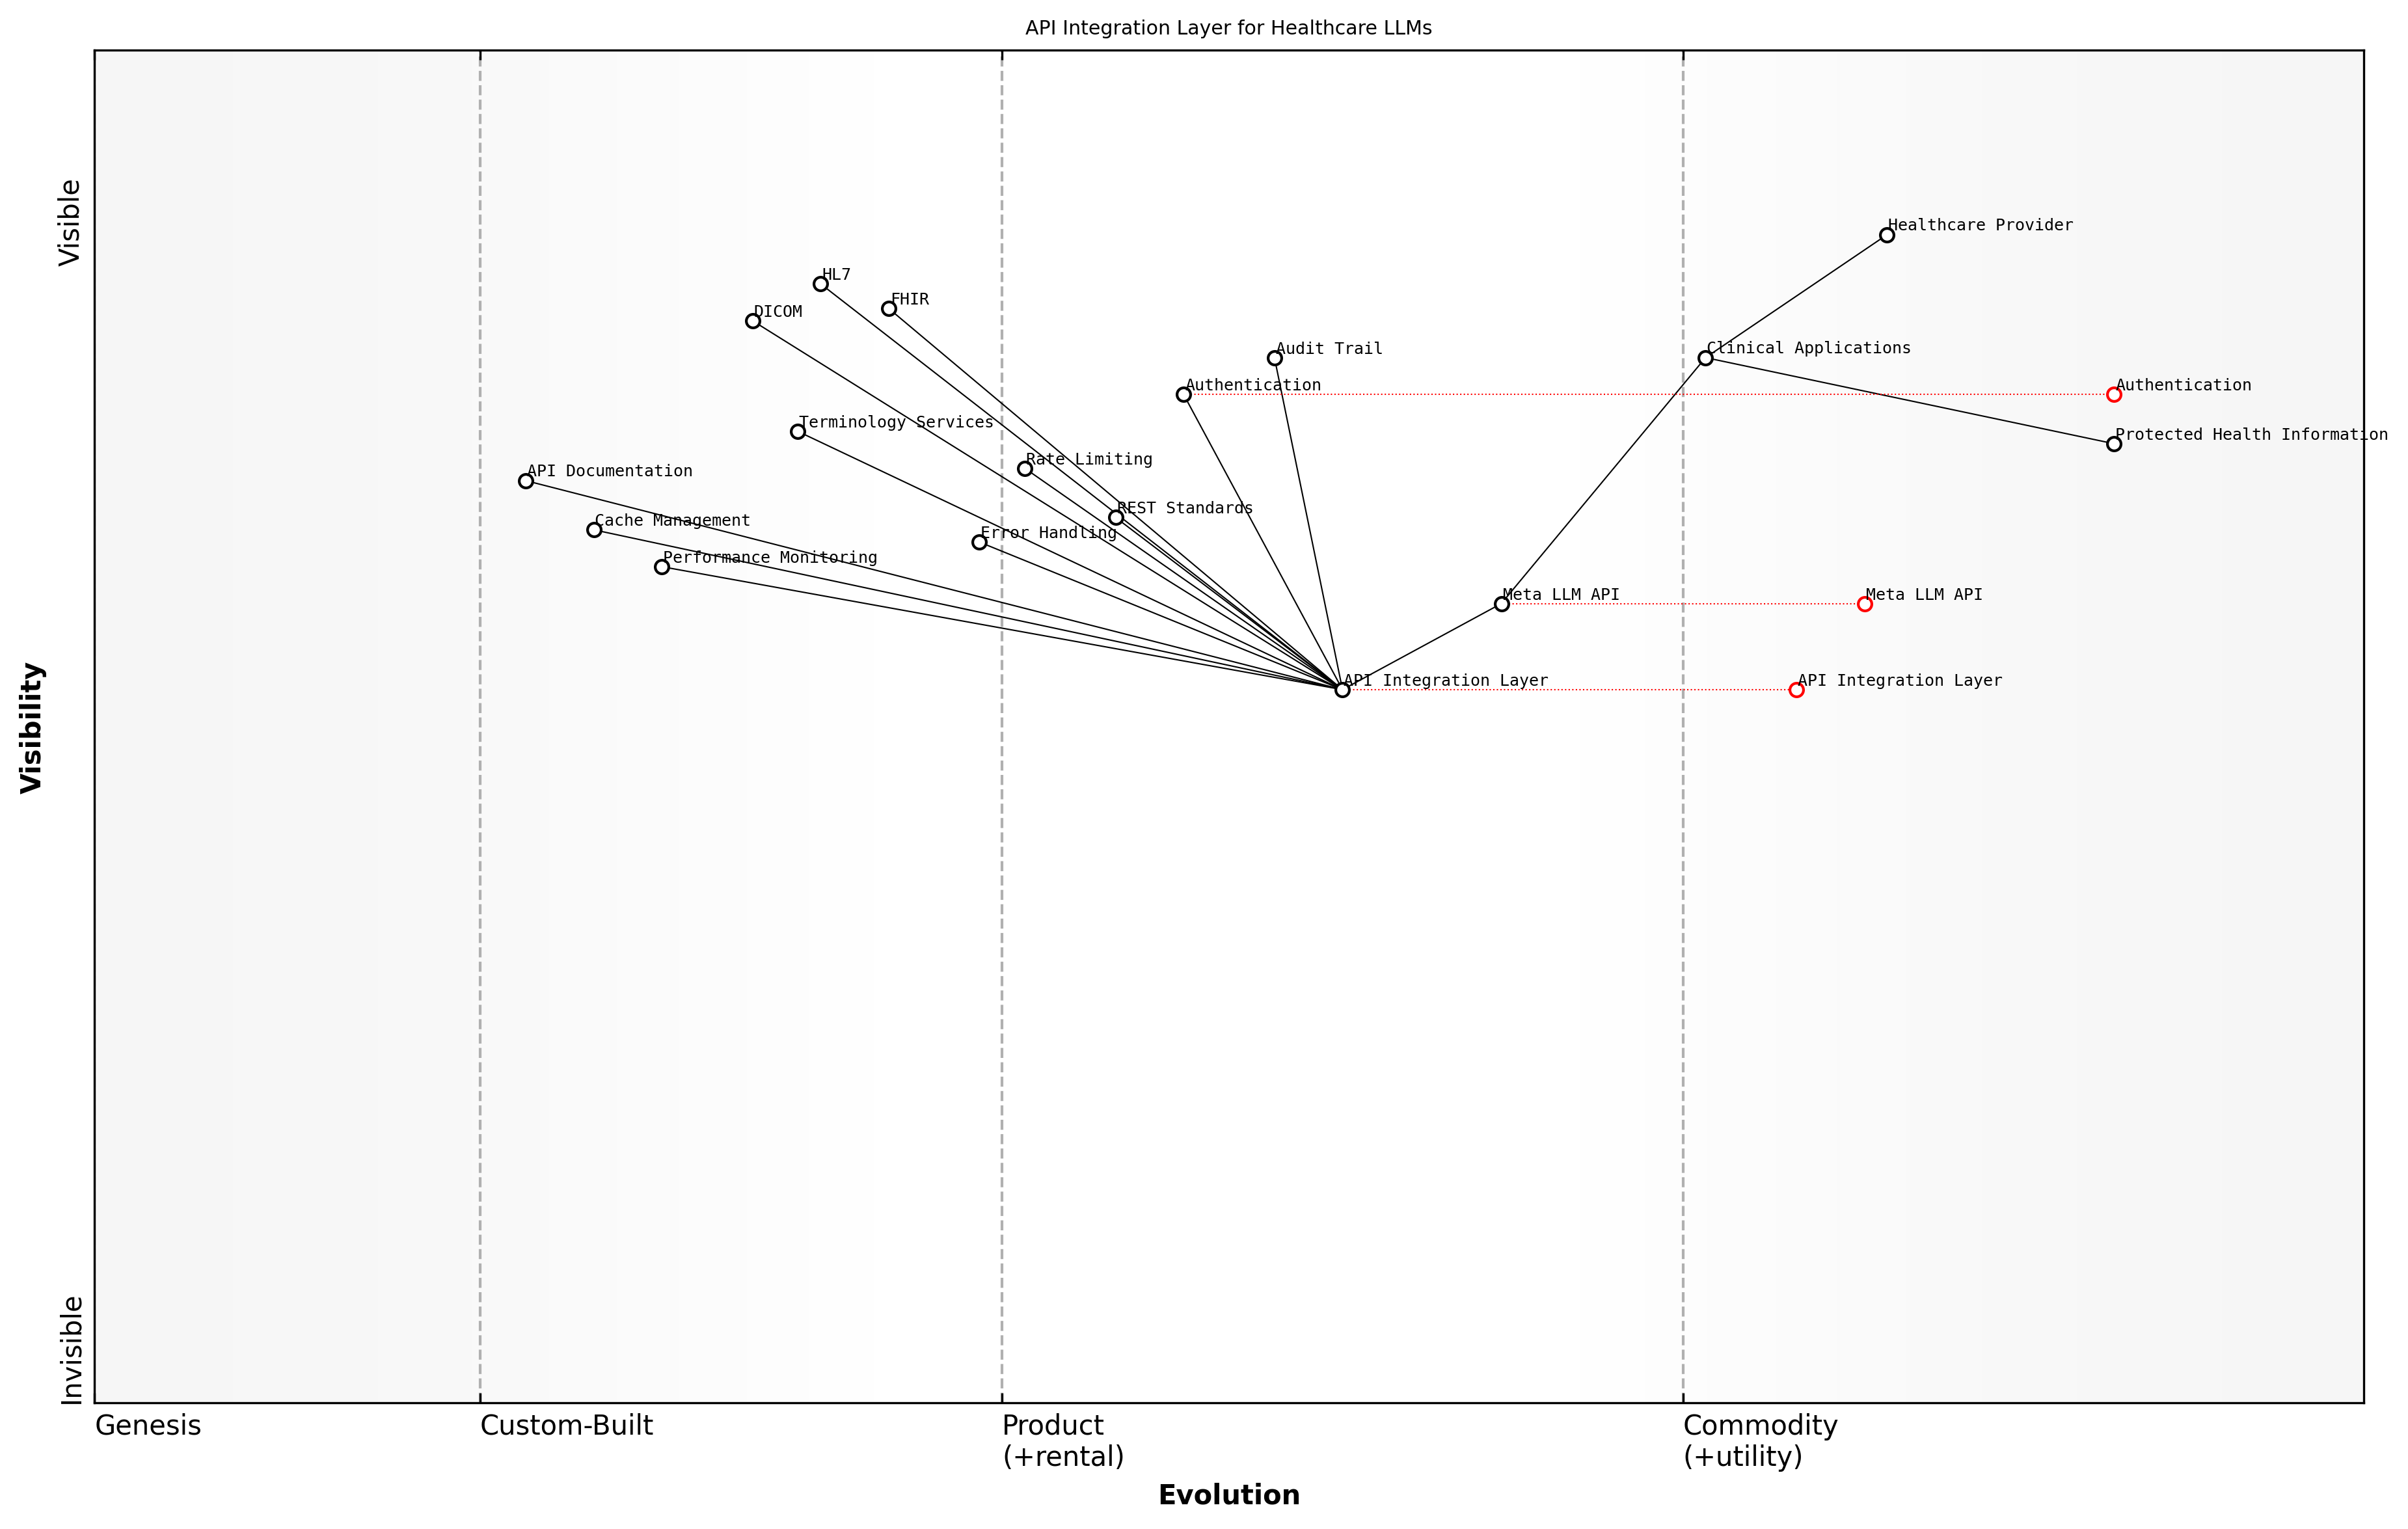 API Integration Layer for Healthcare LLMs
Visible
Healthcare Provider
HL7
FHIR
DICOM
Audit Trail
Clinical Applications
Authentication
Authentication
Terminology Services
Protected Health Information
Rate Limiting
API Documentation
REST Standards
Cache Management
Error Handling
Performance Monitoring
Meta LLM API
Meta LLM API
API Integration Layer
API Integration Layer
Visibility
Invisible
Genesis
Custom-Built
Product
(+rental)
Commodity
(+utility)
Evolution